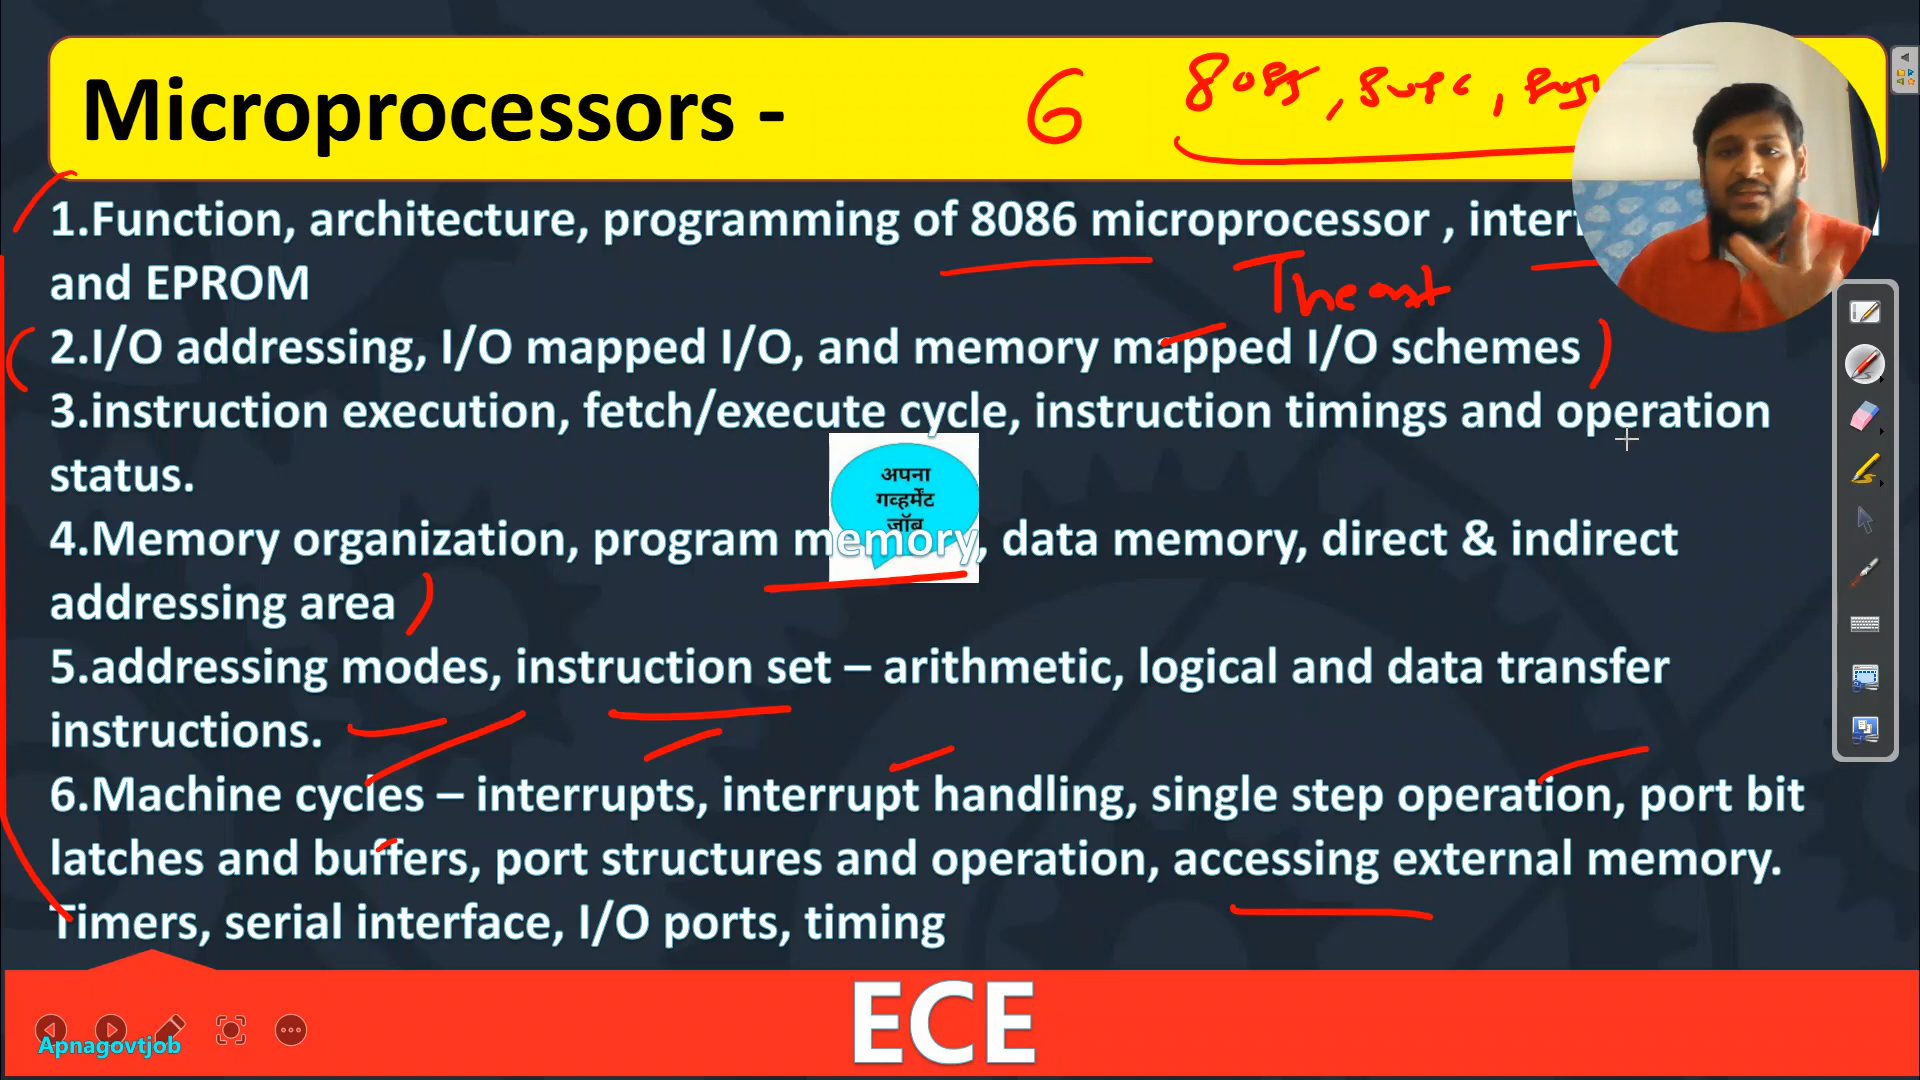 Microprocessors -
6 8085, 8086,
1.Function, architecture, programming of 8086 microprocessor ,
and EPROM
2.I/O addressing, I/O mapped I/O, and memory mapped I/O schemes
3.instruction execution, fetch/execute cycle, instruction timings and operation
status.
अपना
गव्हर्मेंट
जॉब
4.Memory organization, program memory, data memory, direct & indirect
addressing area
5.addressing modes, instruction set – arithmetic, logical and data transfer
instructions.
6.Machine cycles – interrupts, interrupt handling, single step operation, port bit
latches and buffers, port structures and operation, accessing external memory.
Timers, serial interface, I/O ports, timing
ECE
Apnagovtjob